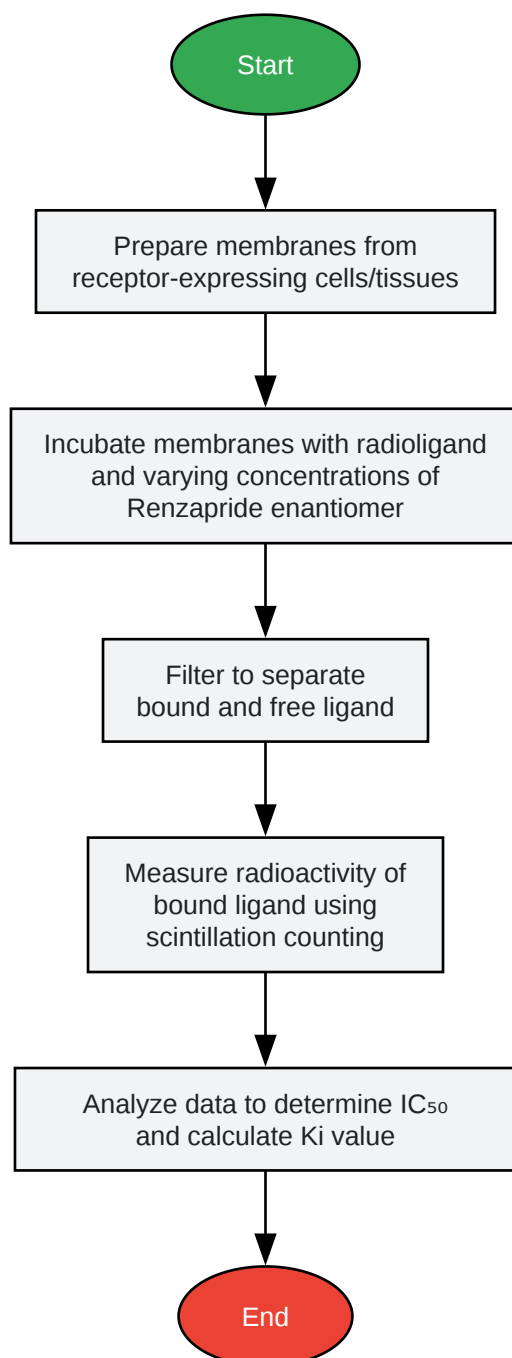 Start
Prepare membranes from
receptor-expressing cells/tissues
Incubate membranes with radioligand
and varying concentrations of
Renzapride enantiomer
Filter to separate
bound and free ligand
Measure radioactivity of
bound ligand using
scintillation counting
Analyze data to determine IC₅₀
and calculate Ki value
End